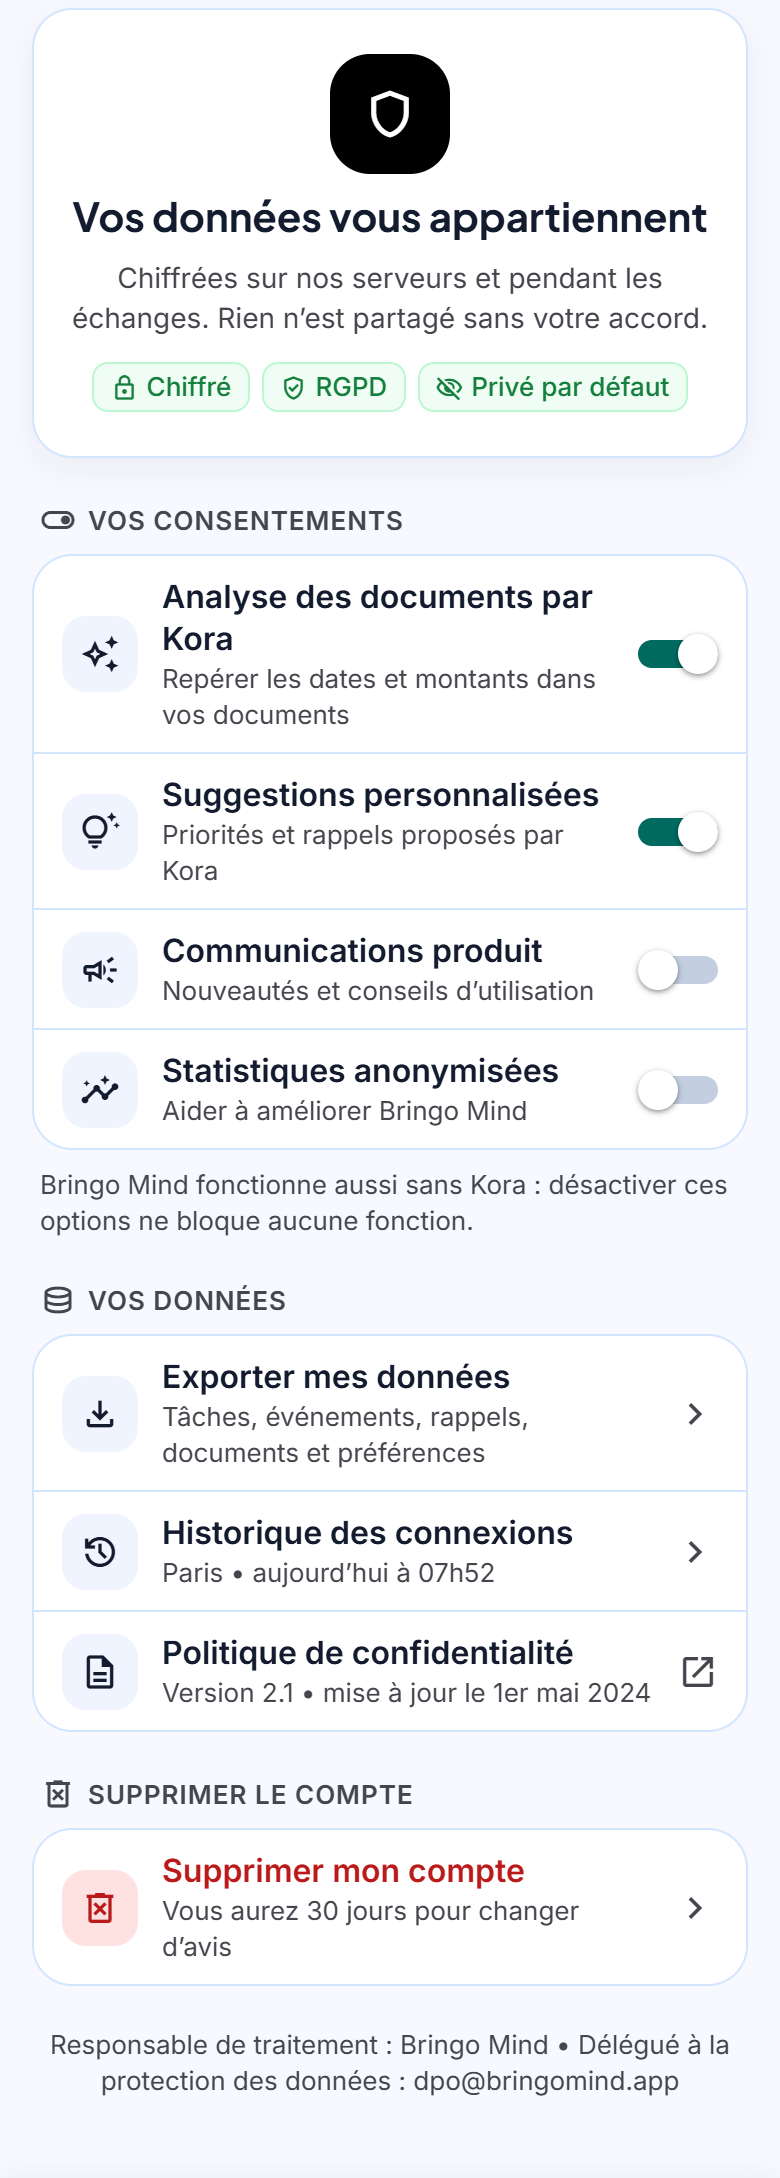 Vos données vous appartiennent
Chiffrées sur nos serveurs et pendant les
échanges. Rien n’est partagé sans votre accord.
Chiffré
RGPD
Privé par défaut
VOS CONSENTEMENTS
Analyse des documents par
Kora
Repérer les dates et montants dans
vos documents
Suggestions personnalisées
Priorités et rappels proposés par
Kora
Communications produit
Nouveautés et conseils d’utilisation
Statistiques anonymisées
Aider à améliorer Bringo Mind
Bringo Mind fonctionne aussi sans Kora : désactiver ces
options ne bloque aucune fonction.
VOS DONNÉES
Exporter mes données
Tâches, événements, rappels,
documents et préférences
Historique des connexions
Paris • aujourd’hui à 07h52
Politique de confidentialité
Version 2.1 • mise à jour le 1er mai 2024
SUPPRIMER LE COMPTE
Supprimer mon compte
Vous aurez 30 jours pour changer
d’avis
Responsable de traitement : Bringo Mind • Délégué à la
protection des données : dpo@bringomind.app